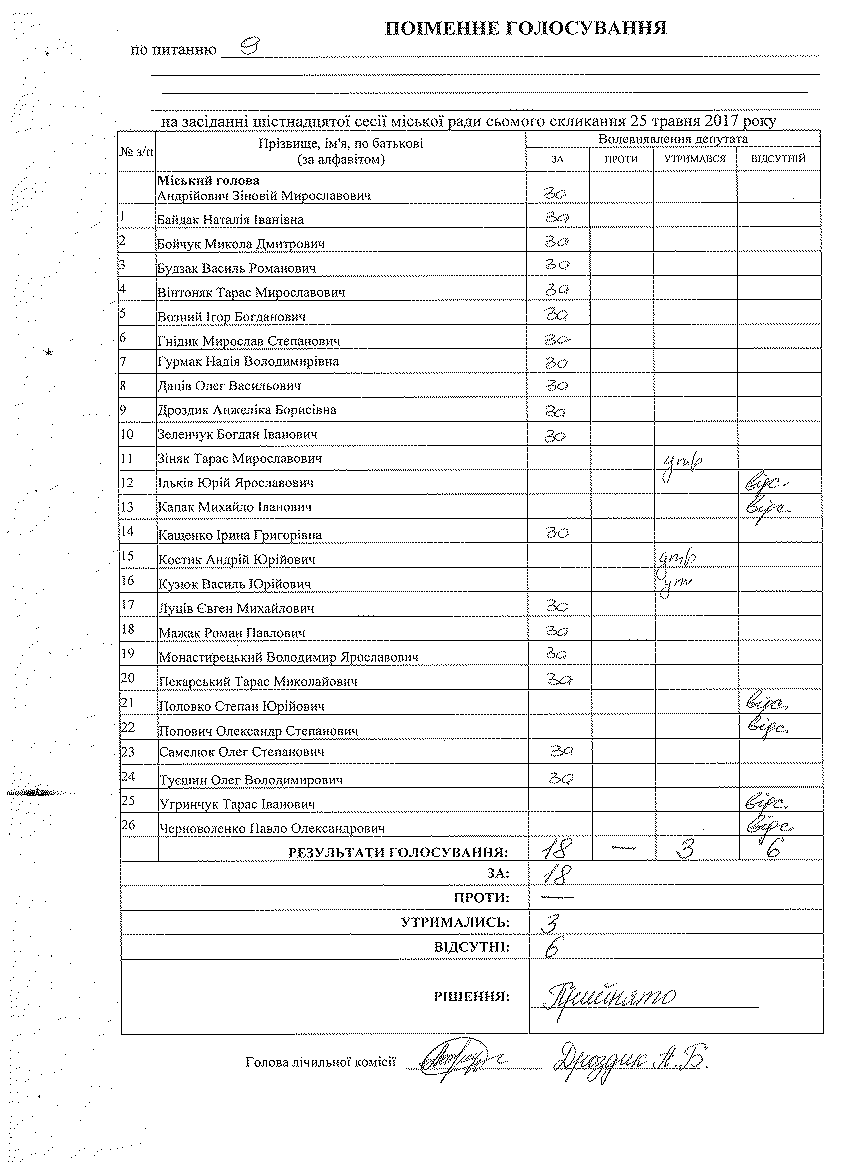 ПОІМЕННЕ ГОЛОСУВАННЯ
по питанню 9
на засіданні шістнадцятої сесії міської ради сьомого скликання 25 травня 2017 року
№ з/п Прізвище, ім'я, по батькові (за алфавітом) Волевиявлення депутата
ЗА ПРОТИ УТРИМАВСЯ ВІДСУТНІЙ
Міський голова
Андрійович Зіновій Мирославович За
1 Байдак Наталія Іванівна За
2 Бойчук Микола Дмитрович За
3 Будзак Василь Романович За
4 Вінтоняк Тарас Мирославович За
5 Возний Ігор Богданович За
6 Гнідик Мирослав Степанович За
7 Гурмак Надія Володимирівна За
8 Даців Олег Васильович За
9 Дроздик Анжеліка Борисівна За
10 Зеленчук Богдан Іванович За
11 Зіняк Тарас Мирославович утр
12 Ільків Юрій Ярославович відс.
13 Капак Михайло Іванович відс.
14 Кащенко Ірина Григорівна За
15 Костик Андрій Юрійович утр
16 Кузюк Василь Юрійович ут
17 Луців Євген Михайлович За
18 Мажак Роман Павлович За
19 Монастирецький Володимир Ярославович За
20 Пекарський Тарас Миколайович За
21 Половко Степан Юрійович відс.
22 Попович Олександр Степанович відс.
23 Самелюк Олег Степанович За
24 Туєшин Олег Володимирович За
25 Угринчук Тарас Іванович відс.
26 Черноволенко Павло Олександрович відс.
РЕЗУЛЬТАТИ ГОЛОСУВАННЯ: 18 — 3 6
ЗА: 18
ПРОТИ: —
УТРИМАЛИСЬ: 3
ВІДСУТНІ: 6
РІШЕННЯ: Прийнято
Голова лічильної комісії Дроздик А.Б.